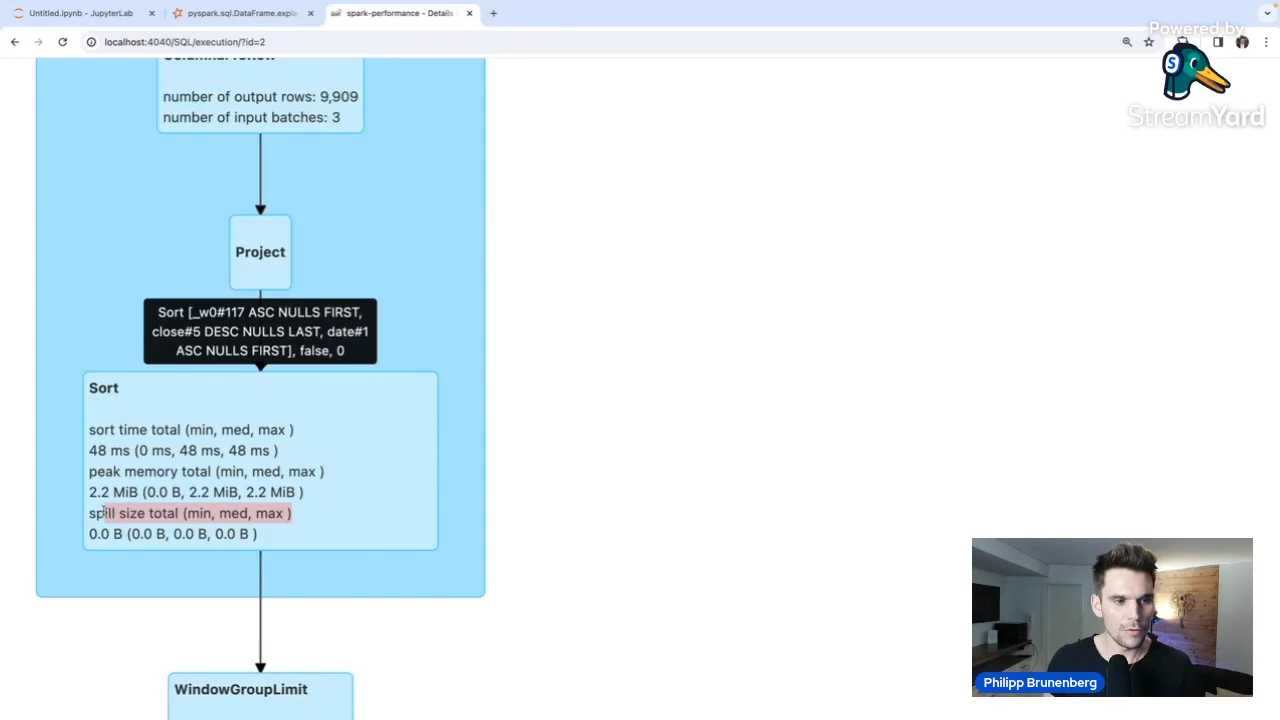 Untitled.ipynb - JupyterLab
pyspark.sql.DataFrame.expla
spark-performance - Details
localhost:4040/SQL/execution/?id=2
Powered by
S
StreamYard
ColumnarToRow
number of output rows: 9,909
number of input batches: 3
Project
Sort [_w0#117 ASC NULLS FIRST,
close#5 DESC NULLS LAST, date#1
ASC NULLS FIRST], false, 0
Sort
sort time total (min, med, max )
48 ms (0 ms, 48 ms, 48 ms )
peak memory total (min, med, max )
2.2 MiB (0.0 B, 2.2 MiB, 2.2 MiB )
spill size total (min, med, max )
0.0 B (0.0 B, 0.0 B, 0.0 B )
WindowGroupLimit
Philipp Brunenberg